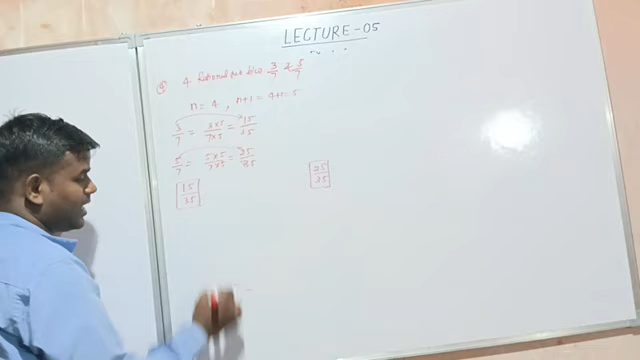 LECTURE-05
4 Rational 3/7 & 5/7
n=4, n+1 = 4+1=5
3/7 = 3×5/7×5 = 15/35
5/7 = 5×5/7×5 = 25/35
15/35 25/35